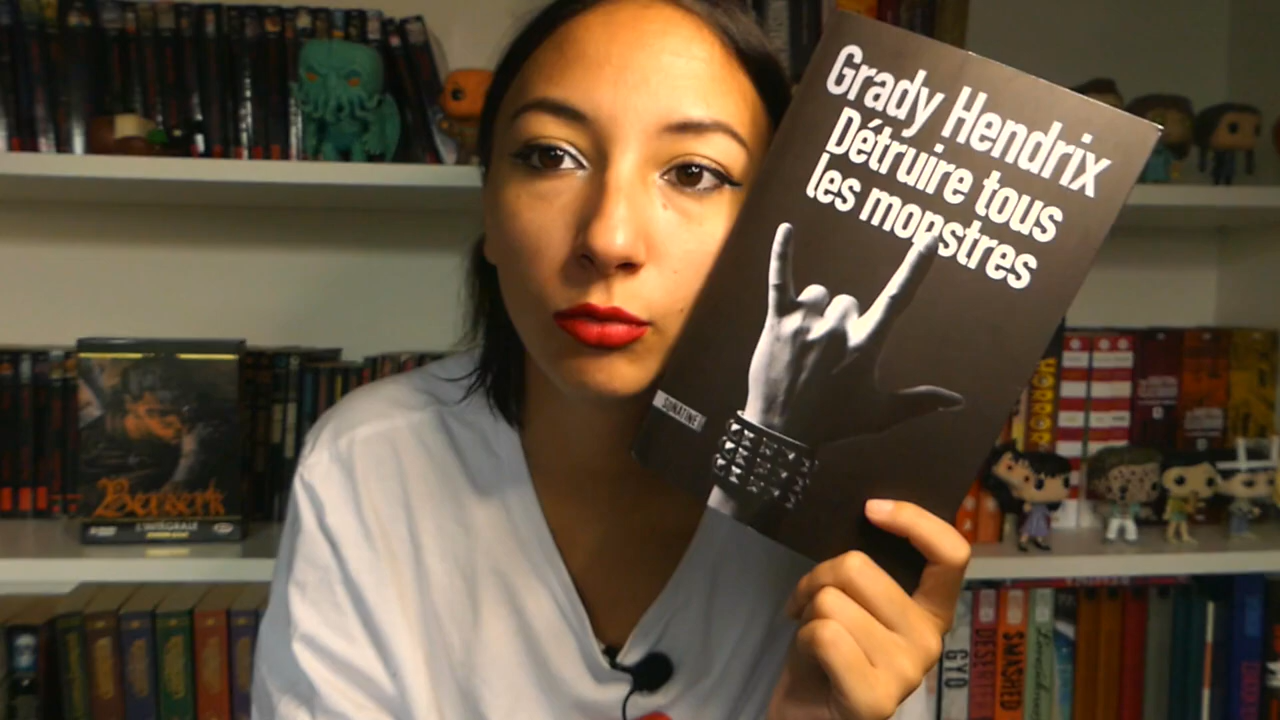 Grady Hendrix
Détruire tous
les monstres
SONATINE
Berserk
L'INTÉGRALE
GYO
SMASHED